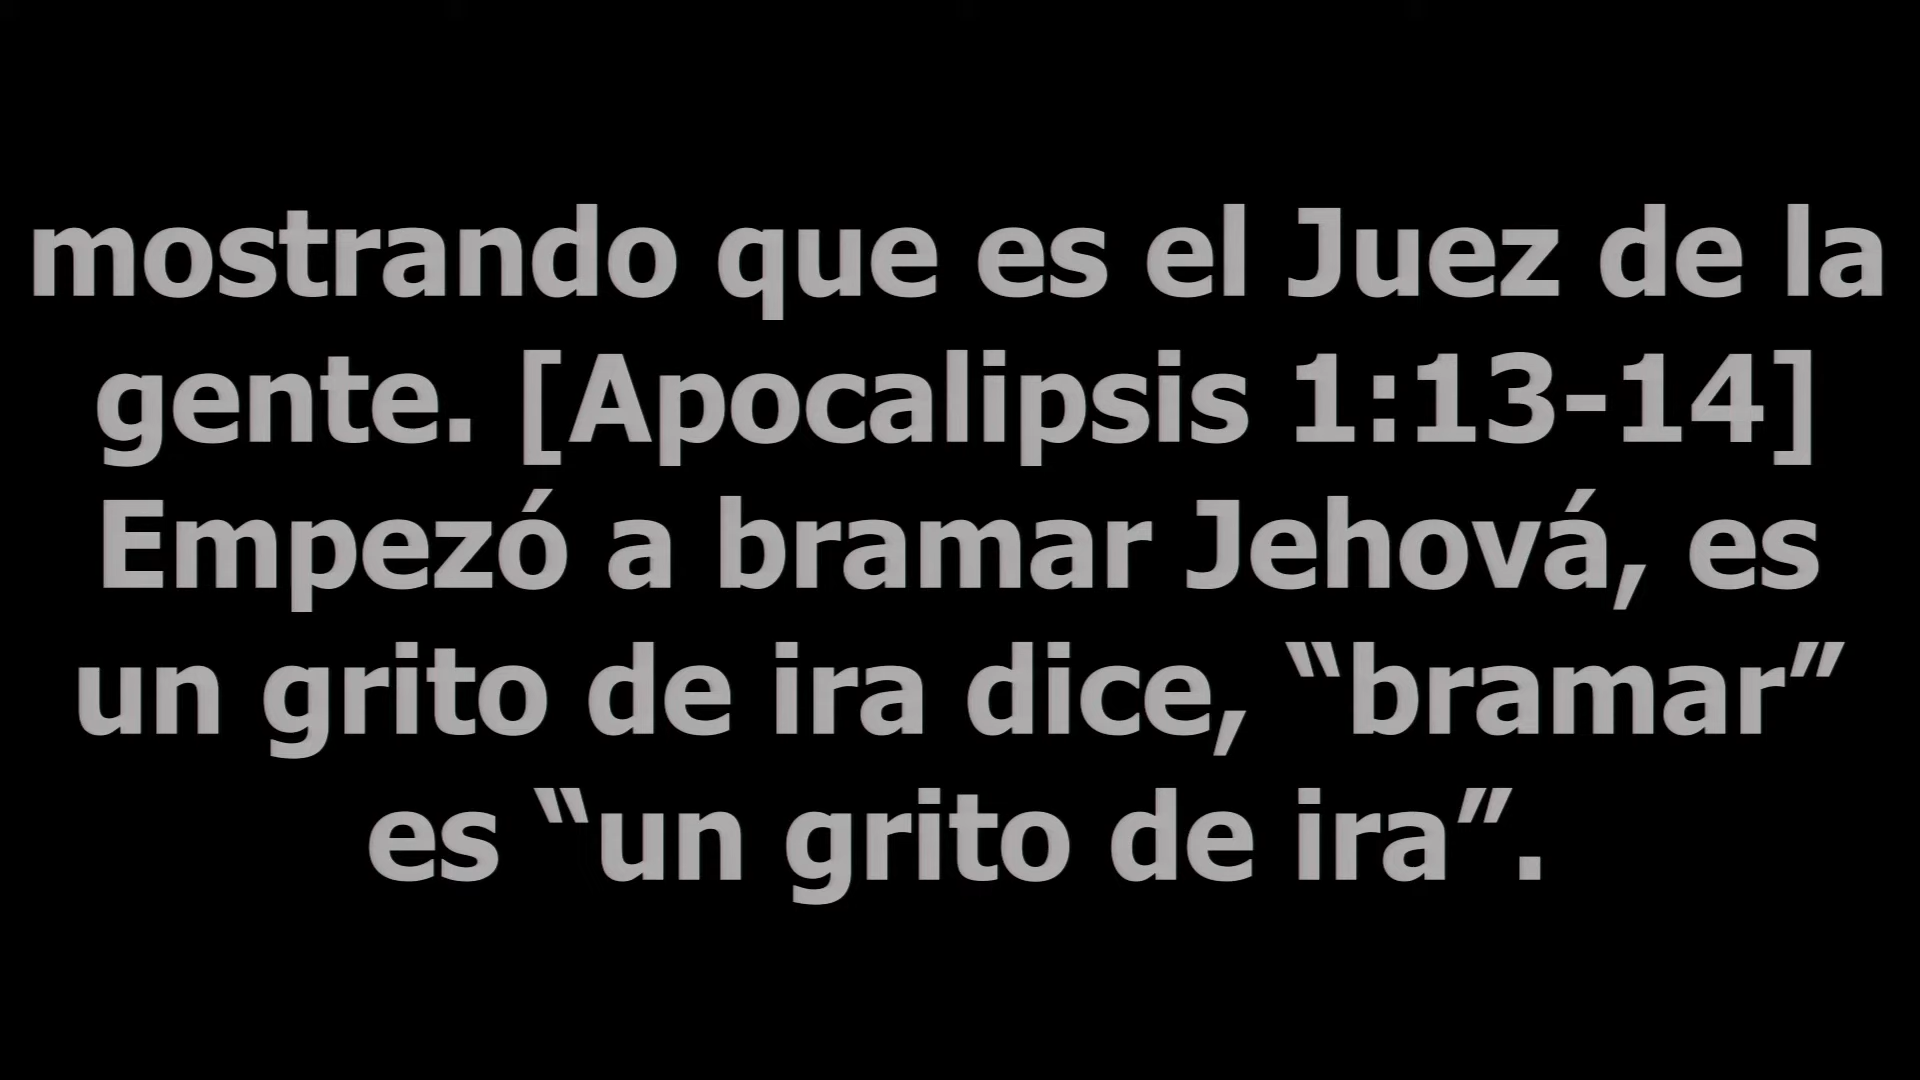 mostrando que es el Juez de la
gente. [Apocalipsis 1:13-14]
Empezó a bramar Jehová, es
un grito de ira dice, “bramar”
es “un grito de ira”.